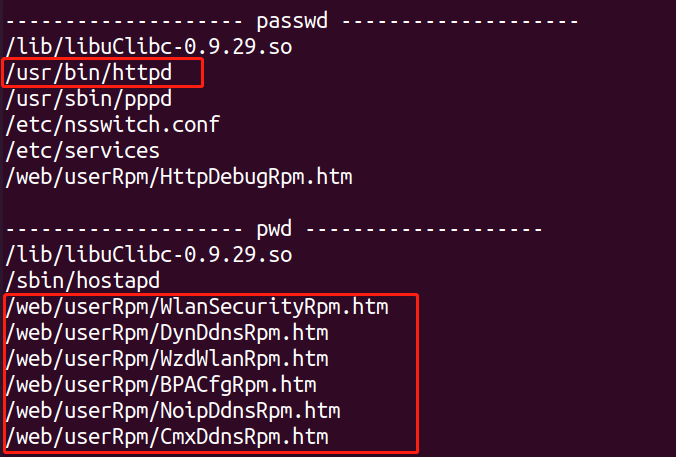 -------------------- passwd --------------------
/lib/libuClibc-0.9.29.so
/usr/bin/httpd
/usr/sbin/pppd
/etc/nsswitch.conf
/etc/services
/web/userRpm/HttpDebugRpm.htm
-------------------- pwd --------------------
/lib/libuClibc-0.9.29.so
/sbin/hostapd
/web/userRpm/WlanSecurityRpm.htm
/web/userRpm/DynDdnsRpm.htm
/web/userRpm/WzdWlanRpm.htm
/web/userRpm/BPACfgRpm.htm
/web/userRpm/NoipDdnsRpm.htm
/web/userRpm/CmxDdnsRpm.htm